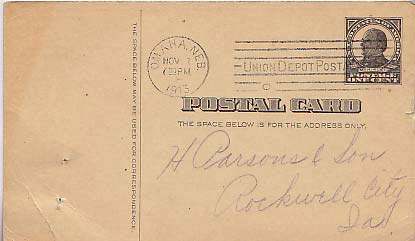 THE SPACE BELOW MAY BE USED FOR CORRESPONDENCE.
OMAHA, NEB.
NOV 7
PM
1913
UNION DEPOT POST
POSTAGE
ONE CENT
POSTAL CARD
THE SPACE BELOW IS FOR THE ADDRESS ONLY.
H Parsons & Son
Rockwell City
Ia